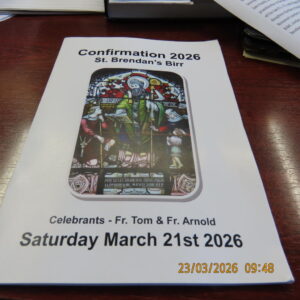 Confirmation 2026
St. Brendan's Birr
Celebrants - Fr. Tom & Fr. Arnold
Saturday March 21st 2026
23/03/2026 09:48